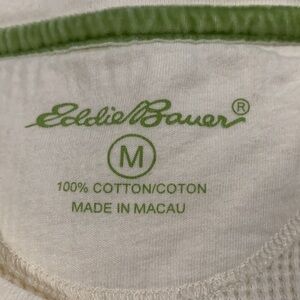 Eddie Bauer®
M
100% COTTON/COTON
MADE IN MACAU